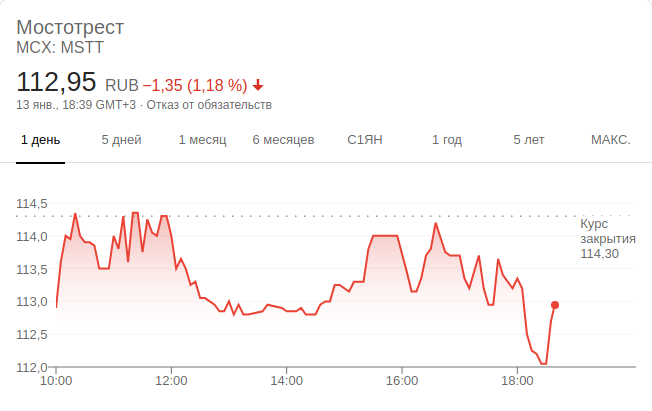 Мостотрест
MCX: MSTT
112,95 RUB −1,35 (1,18 %)
13 янв., 18:39 GMT+3 · Отказ от обязательств
1 день 5 дней 1 месяц 6 месяцев С1ЯН 1 год 5 лет МАКС.
114,5
Курс
закрытия
114,30
114,0
113,5
113,0
112,5
112,0
10:00 12:00 14:00 16:00 18:00